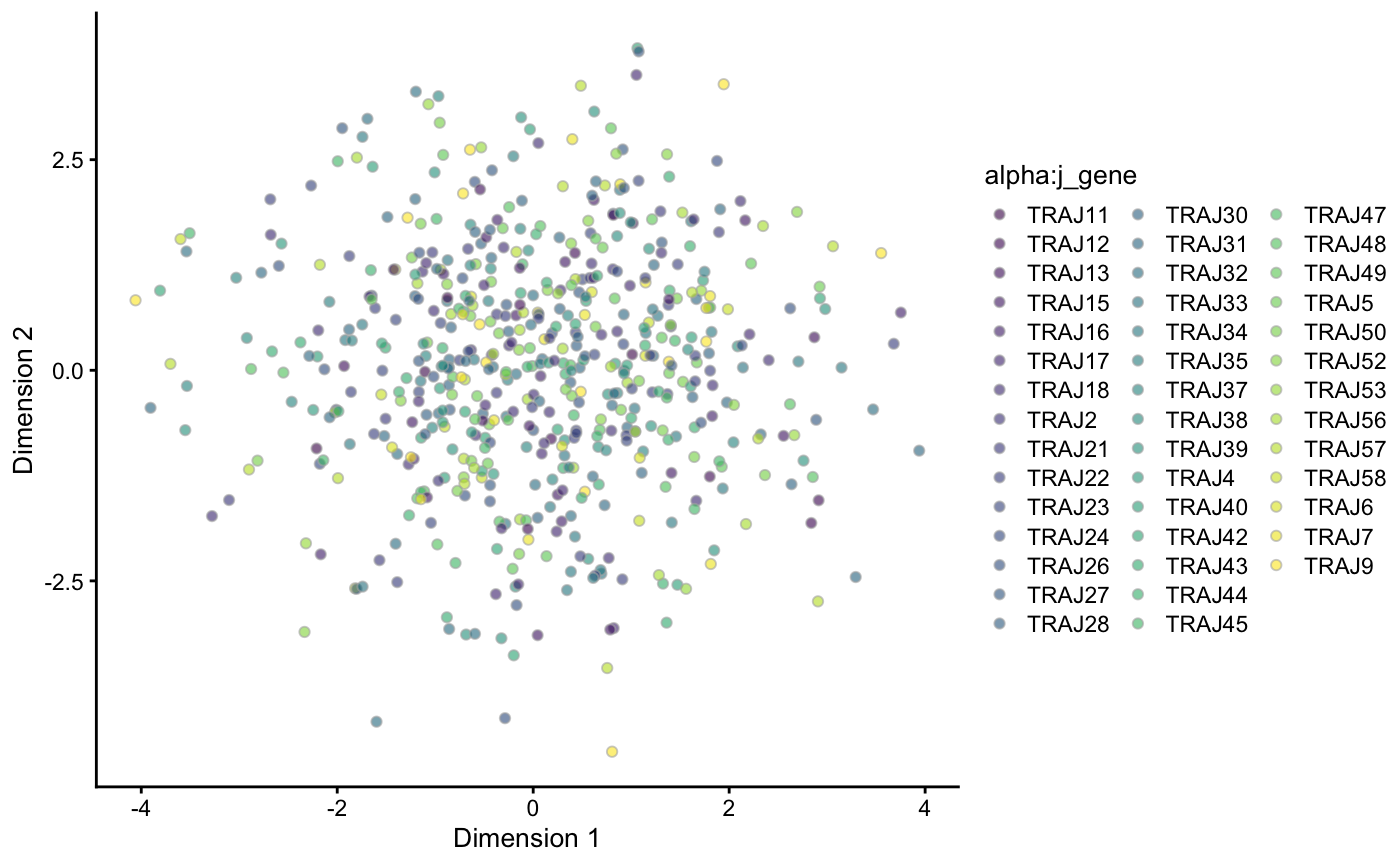 2.5
0.0
-2.5
Dimension 2
-4
-2
0
2
4
Dimension 1
alpha:j_gene
TRAJ11
TRAJ12
TRAJ13
TRAJ15
TRAJ16
TRAJ17
TRAJ18
TRAJ2
TRAJ21
TRAJ22
TRAJ23
TRAJ24
TRAJ26
TRAJ27
TRAJ28
TRAJ30
TRAJ31
TRAJ32
TRAJ33
TRAJ34
TRAJ35
TRAJ37
TRAJ38
TRAJ39
TRAJ4
TRAJ40
TRAJ42
TRAJ43
TRAJ44
TRAJ45
TRAJ47
TRAJ48
TRAJ49
TRAJ5
TRAJ50
TRAJ52
TRAJ53
TRAJ56
TRAJ57
TRAJ58
TRAJ6
TRAJ7
TRAJ9